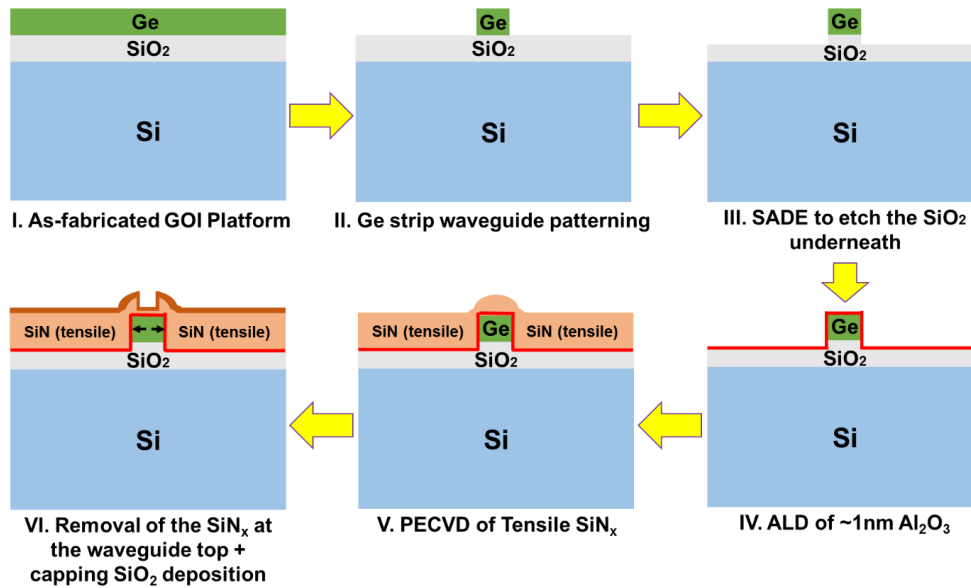 Ge
SiO₂
Si
I. As-fabricated GOI Platform
Ge
SiO₂
Si
II. Ge strip waveguide patterning
Ge
SiO₂
Si
III. SADE to etch the SiO₂
underneath
Ge
SiO₂
Si
IV. ALD of ~1nm Al₂O₃
SiN (tensile) Ge SiN (tensile)
SiO₂
Si
V. PECVD of Tensile SiNₓ
SiN (tensile) SiN (tensile)
SiO₂
Si
VI. Removal of the SiNₓ at
the waveguide top +
capping SiO₂ deposition